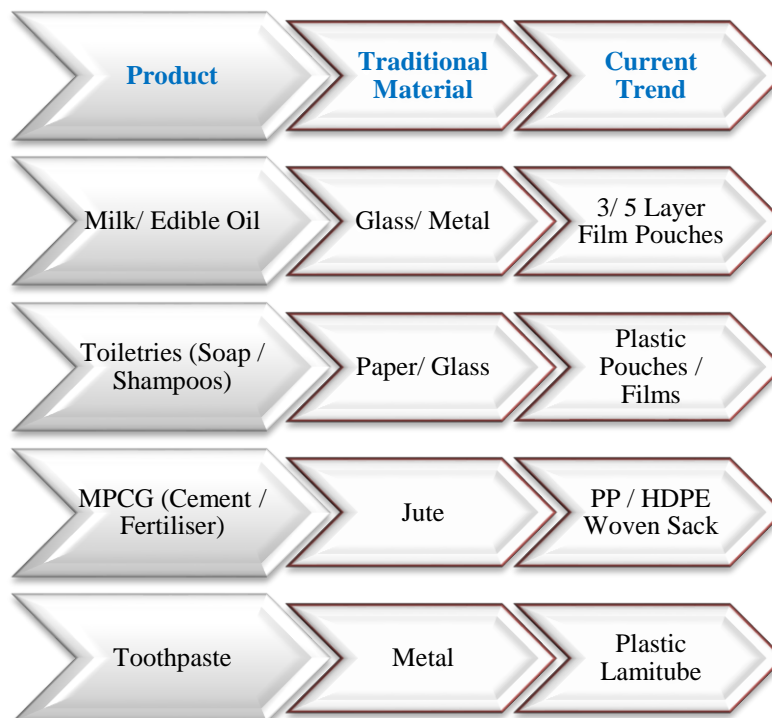 Product
Traditional
Material
Current
Trend
Milk/ Edible Oil
Glass/ Metal
3/ 5 Layer
Film Pouches
Toiletries (Soap /
Shampoos)
Paper/ Glass
Plastic
Pouches /
Films
MPCG (Cement /
Fertiliser)
Jute
PP / HDPE
Woven Sack
Toothpaste
Metal
Plastic
Lamitube